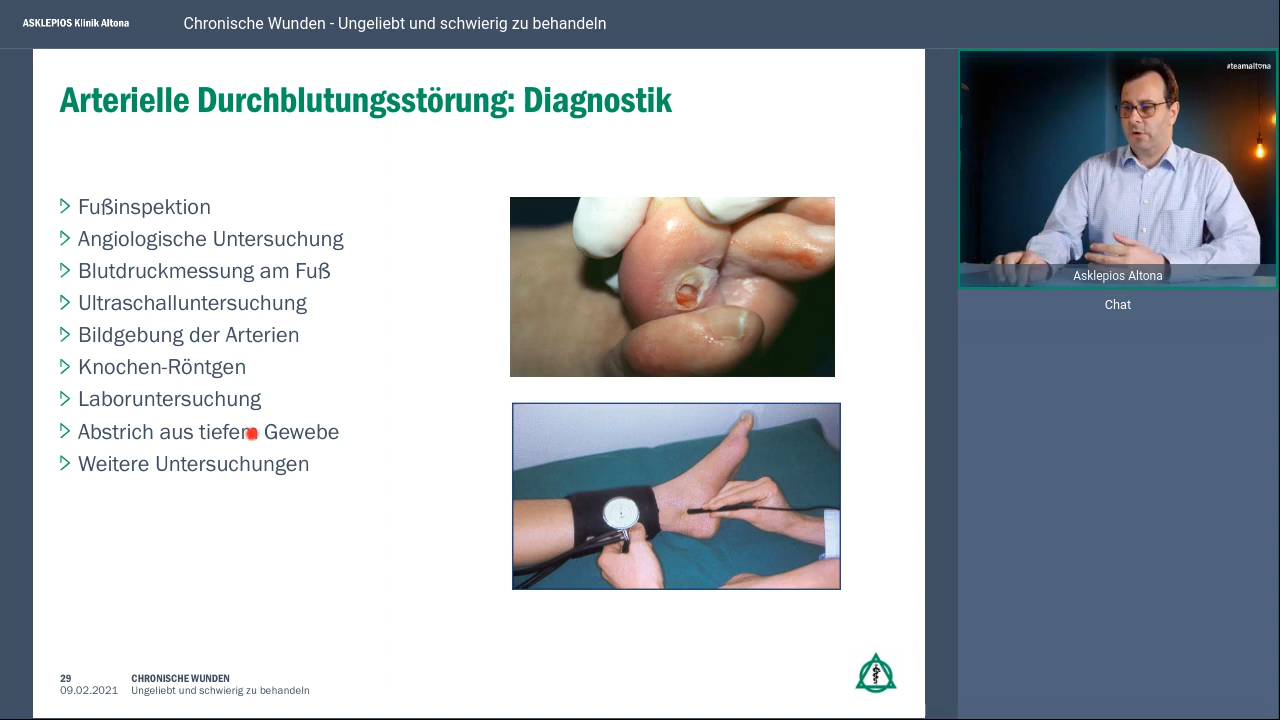 ASKLEPIOS Klinik Altona
Chronische Wunden - Ungeliebt und schwierig zu behandeln
Arterielle Durchblutungsstörung: Diagnostik
Fußinspektion
Angiologische Untersuchung
Blutdruckmessung am Fuß
Ultraschalluntersuchung
Bildgebung der Arterien
Knochen-Röntgen
Laboruntersuchung
Abstrich aus tiefem Gewebe
Weitere Untersuchungen
29 CHRONISCHE WUNDEN
09.02.2021 Ungeliebt und schwierig zu behandeln
#teamaltona
Asklepios Altona
Chat